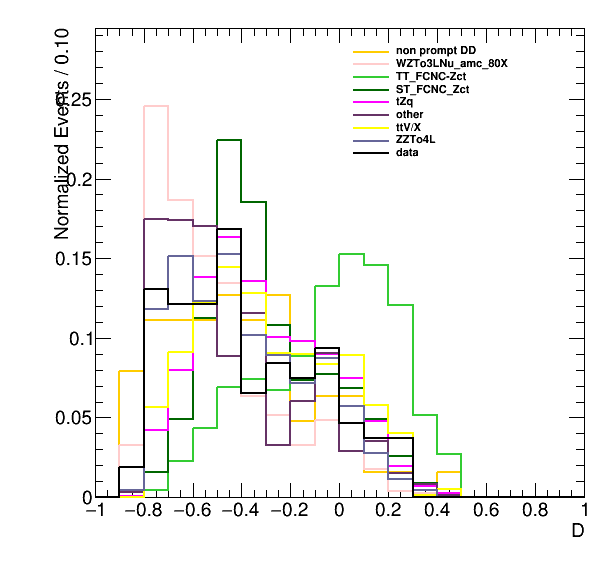 Normalized Events / 0.10
non prompt DD
WZTo3LNu_amc_80X
TT_FCNC-Zct
ST_FCNC_Zct
tZq
other
ttV/X
ZZTo4L
data
0.25
0.2
0.15
0.1
0.05
0
−1 −0.8 −0.6 −0.4 −0.2 0 0.2 0.4 0.6 0.8 1
D